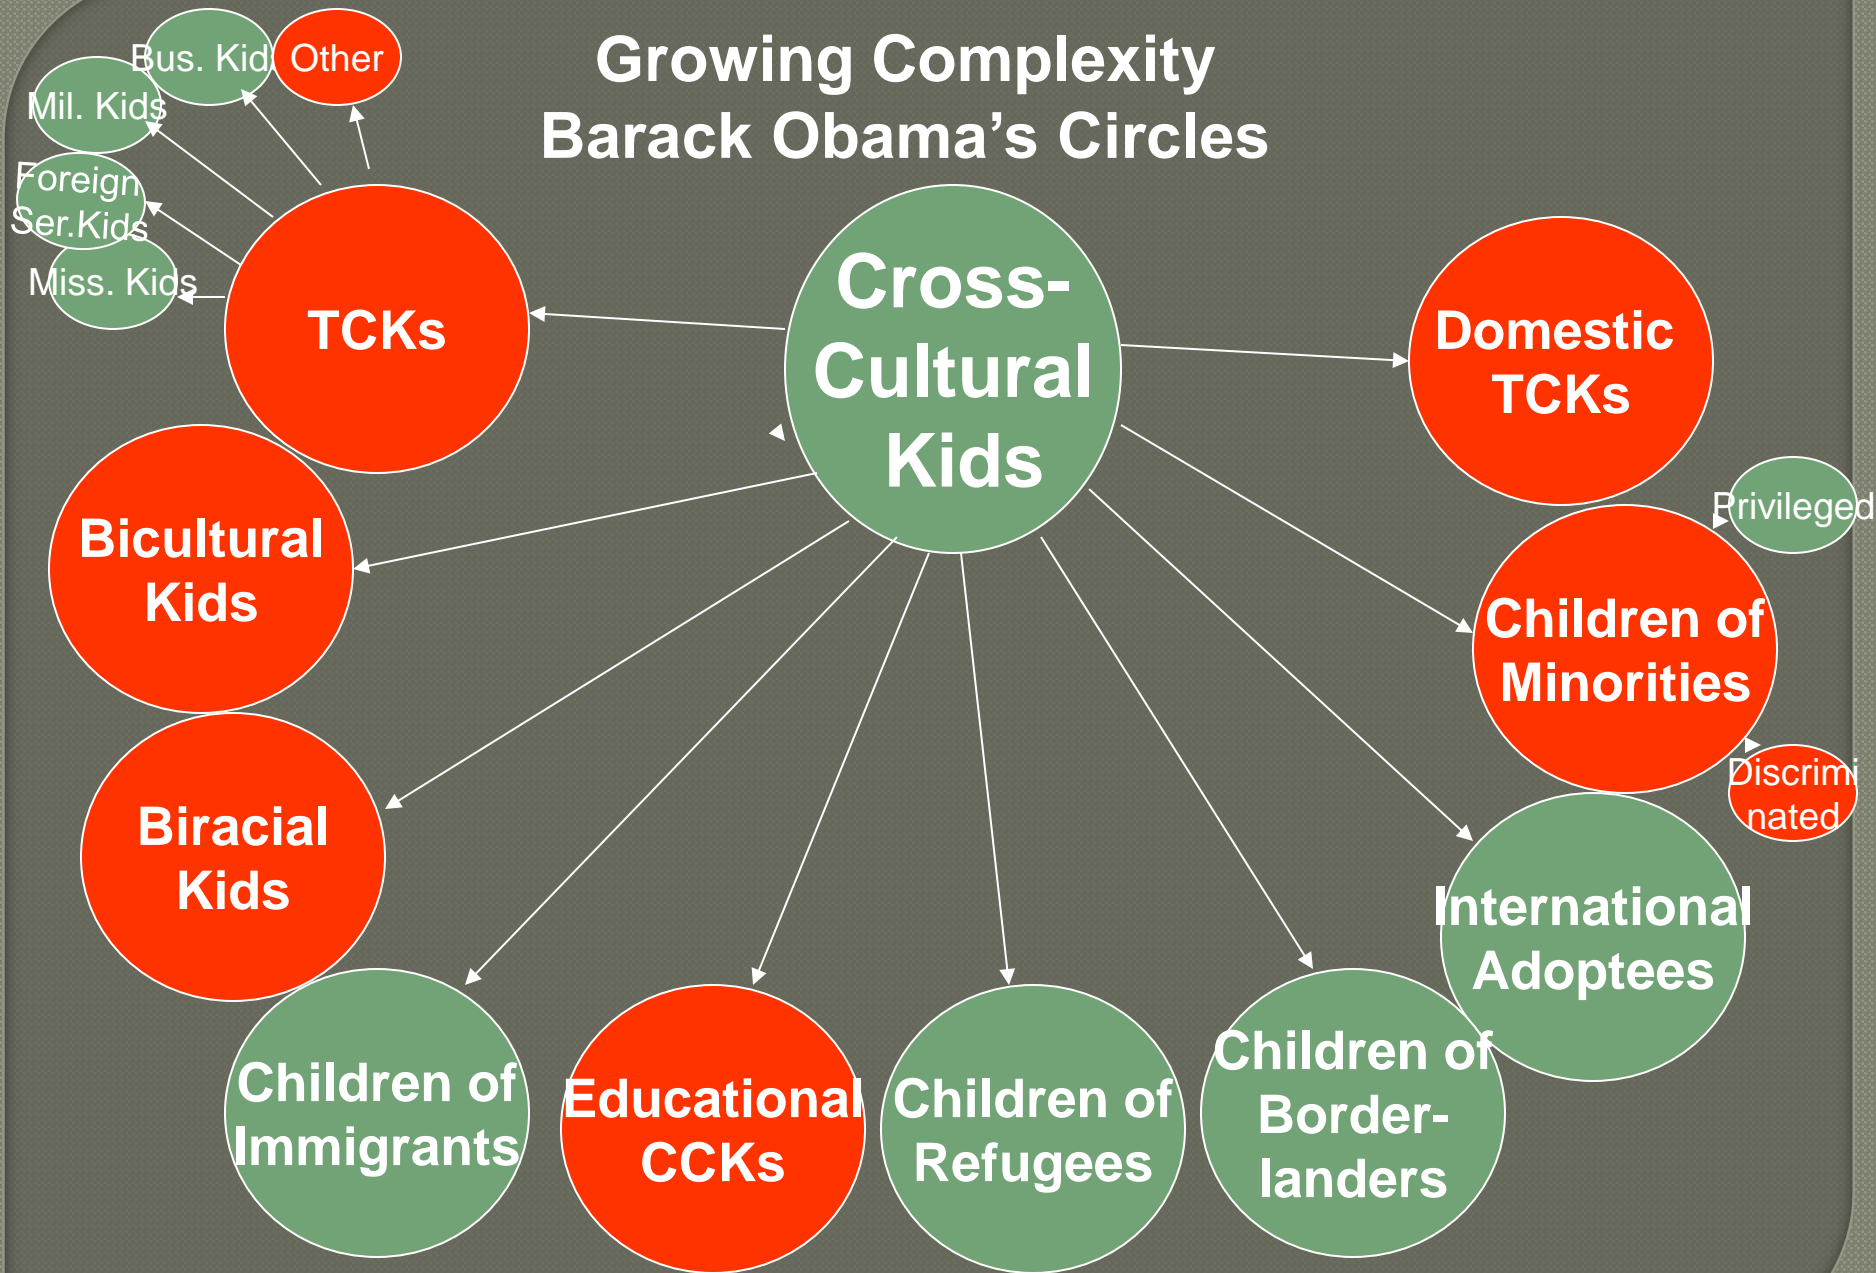 Growing Complexity
Barack Obama's Circles
Bus. Kids
Other
Mil. Kids
Foreign
Ser.Kids
Miss. Kids
TCKs
Cross-
Cultural
Kids
Domestic
TCKs
Privileged
Bicultural
Kids
Children of
Minorities
Discrimi
nated
Biracial
Kids
International
Adoptees
Children of
Immigrants
Educational
CCKs
Children of
Refugees
Children of
Border-
landers